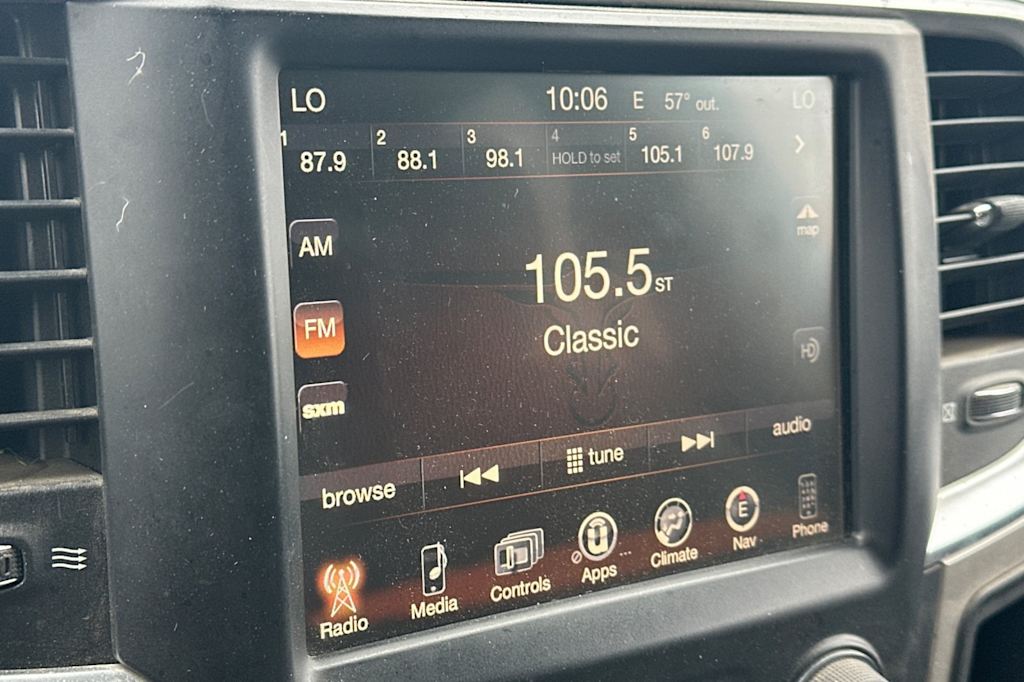 LO 10:06 E 57° out. LO
1 87.9 2 88.1 3 98.1 4 HOLD to set 5 105.1 6 107.9
map
AM
105.5 ST
FM
Classic
HD
sxm
browse tune audio
Radio Media Controls Apps Climate E Nav Phone